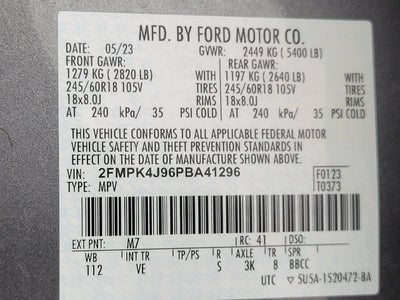 MFD. BY FORD MOTOR CO.
DATE: 05/23 GVWR: 2449 KG ( 5400 LB)
FRONT GAWR: REAR GAWR:
1279 KG ( 2820 LB) WITH 1197 KG ( 2640 LB) WITH
245/60R18 105V TIRES 245/60R18 105V TIRES
18x8.0J RIMS 18x8.0J RIMS
AT 240 kPa/ 35 PSI COLD AT 240 kPa/ 35 PSI COLD
THIS VEHICLE CONFORMS TO ALL APPLICABLE FEDERAL MOTOR
VEHICLE SAFETY AND THEFT PREVENTION STANDARDS IN
EFFECT ON THE DATE OF MANUFACTURE SHOWN ABOVE.
VIN: 2FMPK4J96PBA41296 F0123
TYPE: MPV T0373
EXT PNT: M7 RC: 41 DSO:
WB INT TR TP/PS R AXLE TR S
112 VE S 3K 8 BBCC
UTC 5U5A-1520472-BA